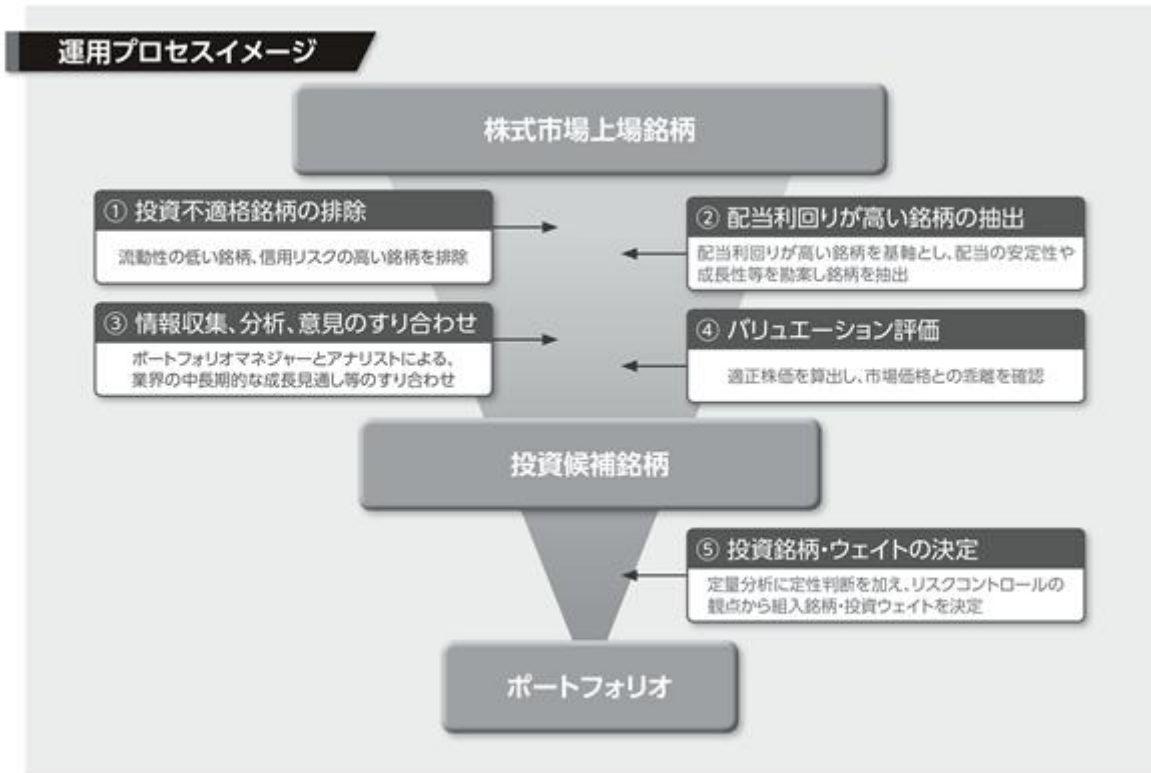 運用プロセスイメージ
株式市場上場銘柄
① 投資不適格銘柄の排除
流動性の低い銘柄、信用リスクの高い銘柄を排除
② 配当利回りが高い銘柄の抽出
配当利回りが高い銘柄を基軸とし、配当の安定性や
成長性等を勘案し銘柄を抽出
③ 情報収集、分析、意見のすり合わせ
ポートフォリオマネジャーとアナリストによる、
業界の中長期的な成長見通し等のすり合わせ
④ バリュエーション評価
適正株価を算出し、市場価格との乖離を確認
投資候補銘柄
⑤ 投資銘柄・ウェイトの決定
定量分析に定性判断を加え、リスクコントロールの
観点から組入銘柄・投資ウェイトを決定
ポートフォリオ